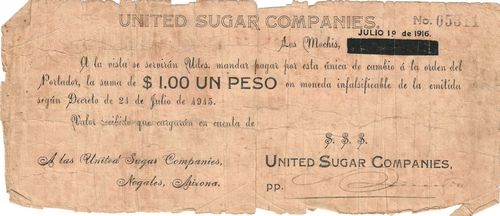 UNITED SUGAR COMPANIES.
No. 05311
JULIO 1º de 1916.
Los Mochis,
A la vista se servirán Udes. mandar pagar por esta única de cambio á la orden del
Portador, la suma de $ 1.00 UN PESO en moneda infalsificable de la emitida
según Decreto de 21 de Julio de 1915.
Valor recibido que cargarán en cuenta de
S. S. S.
A las United Sugar Companies,
UNITED SUGAR COMPANIES,
Nogales, Arizona.
PP.